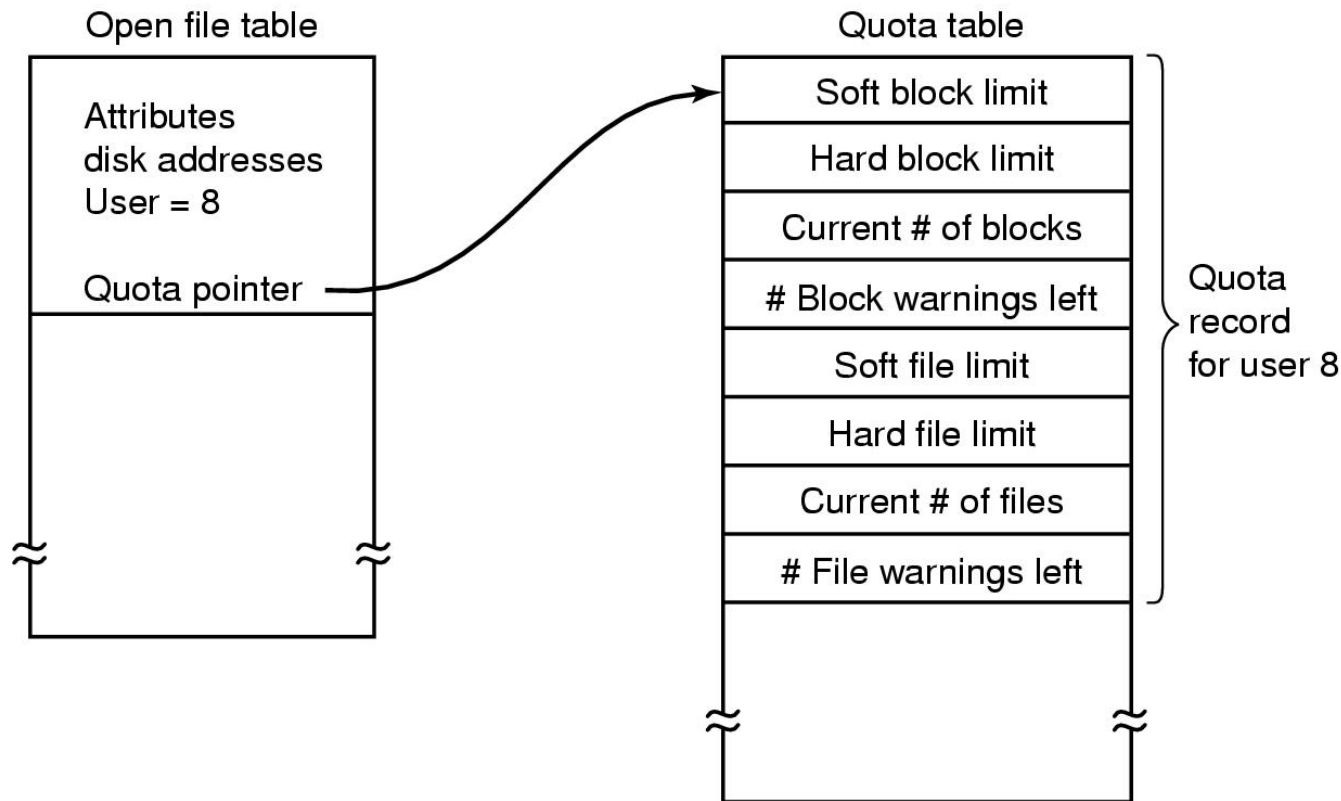 Open file table
Attributes
disk addresses
User = 8
Quota pointer
Quota table
Soft block limit
Hard block limit
Current # of blocks
# Block warnings left
Soft file limit
Hard file limit
Current # of files
# File warnings left
Quota
record
for user 8